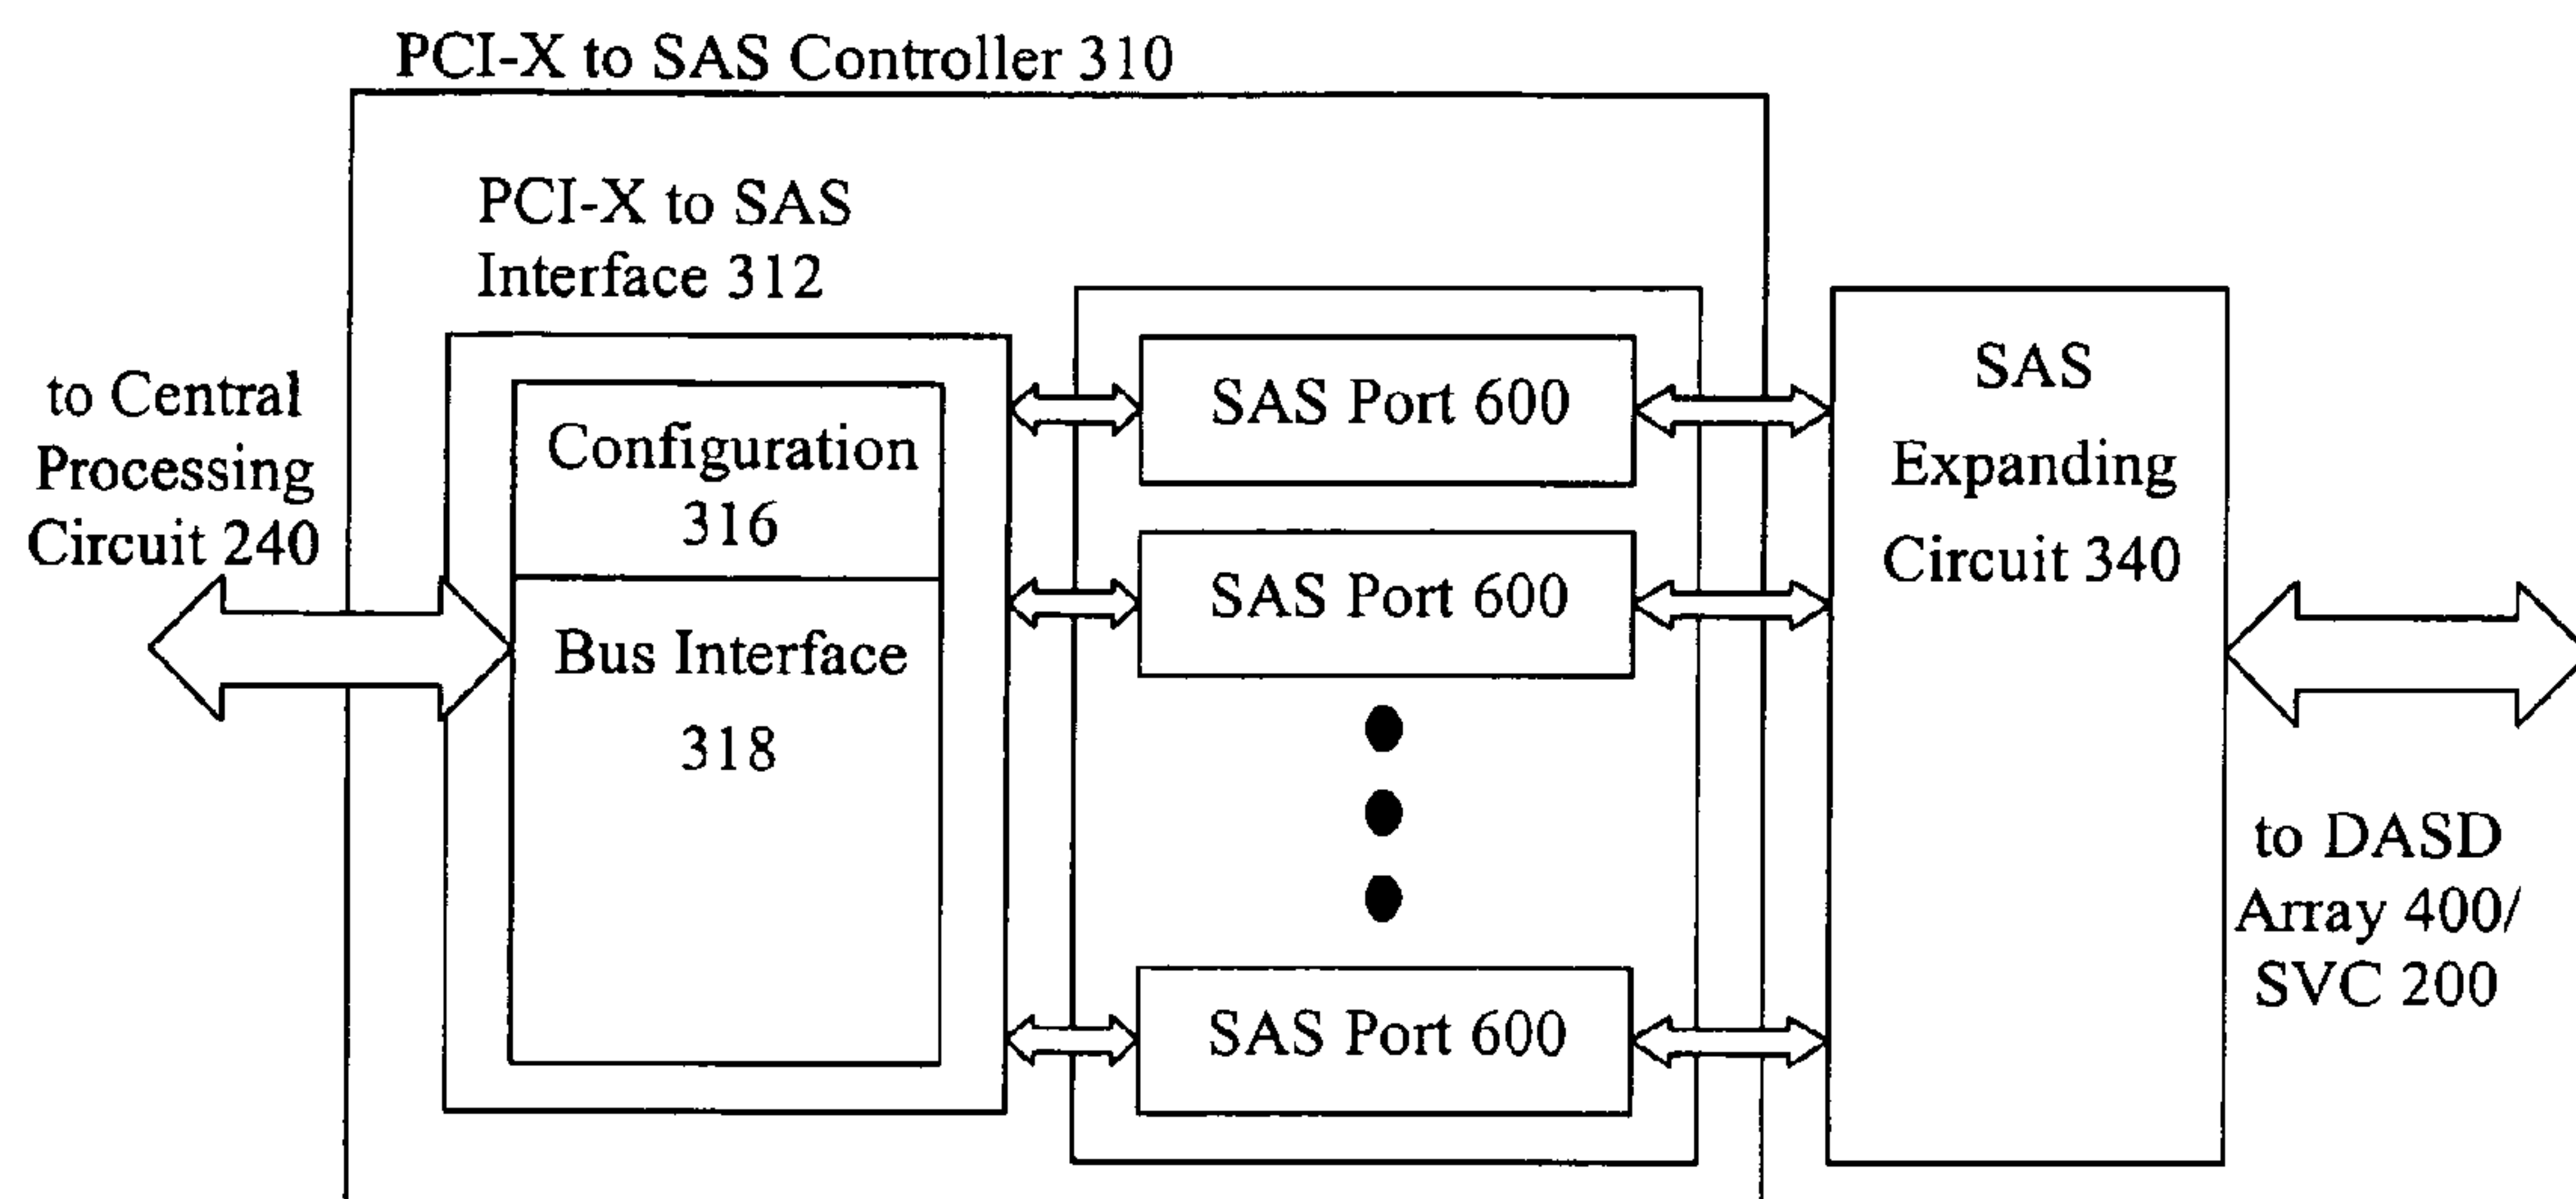 PCI-X to SAS Controller 310
PCI-X to SAS
Interface 312
to Central
Processing
Circuit 240
Configuration
316
Bus Interface
318
SAS Port 600
SAS Port 600
SAS Port 600
SAS
Expanding
Circuit 340
to DASD
Array 400/
SVC 200